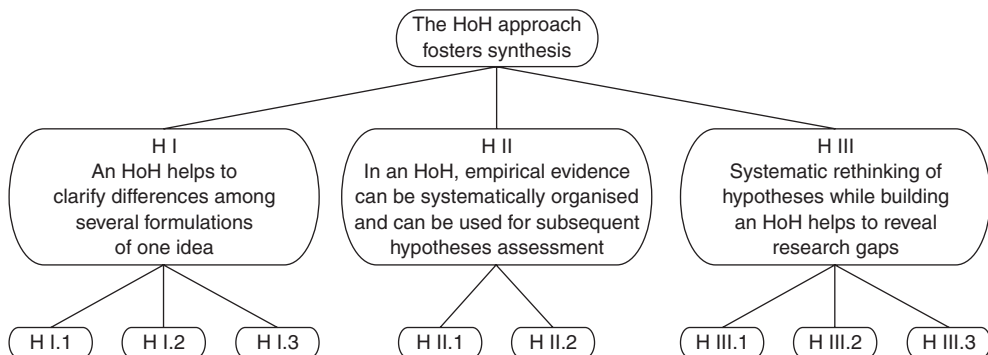 The HoH approach
fosters synthesis
H I
An HoH helps to
clarify differences among
several formulations
of one idea
H II
In an HoH, empirical evidence
can be systematically organised
and can be used for subsequent
hypotheses assessment
H III
Systematic rethinking of
hypotheses while building
an HoH helps to reveal
research gaps
H I.1
H I.2
H I.3
H II.1
H II.2
H III.1
H III.2
H III.3